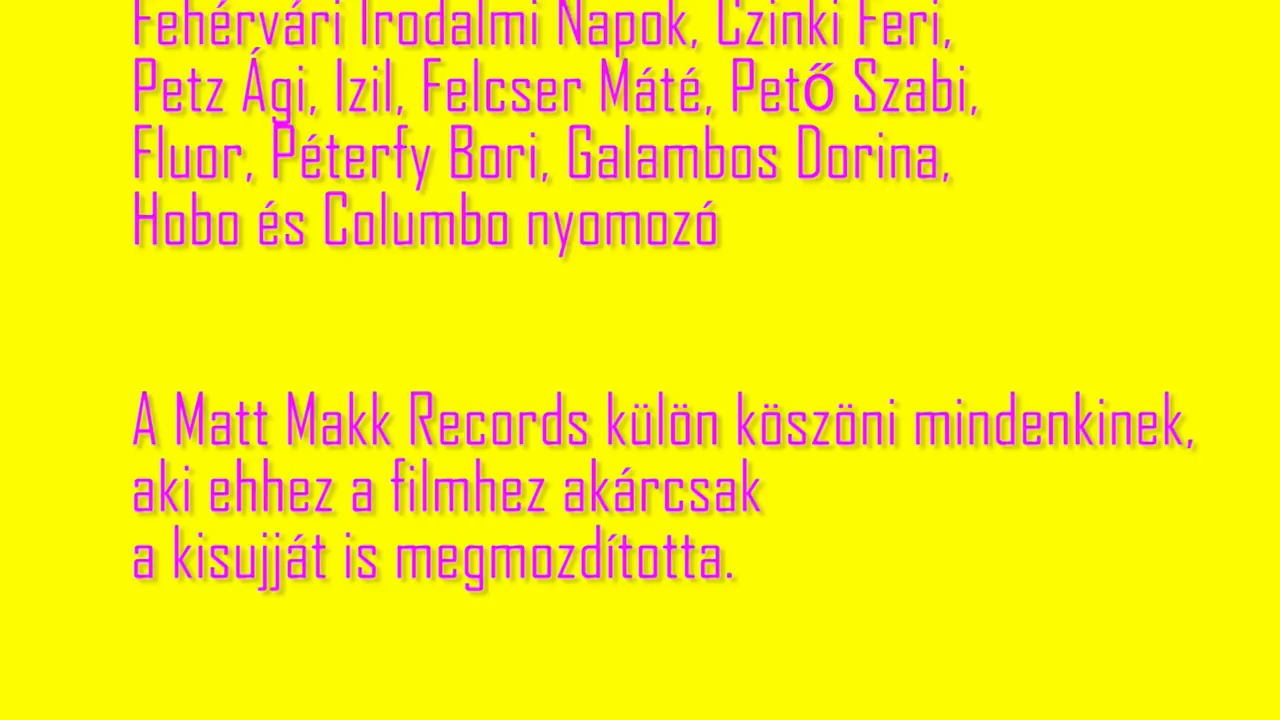 Fehérvári Irodalmi Napok, Czinki Feri,
Petz Ági, Izil, Felcser Máté, Pető Szabi,
Fluor, Péterfy Bori, Galambos Dorina,
Hobo és Columbo nyomozó
A Matt Makk Records külön köszöni mindenkinek,
aki ehhez a filmhez akárcsak
a kisujját is megmozdította.